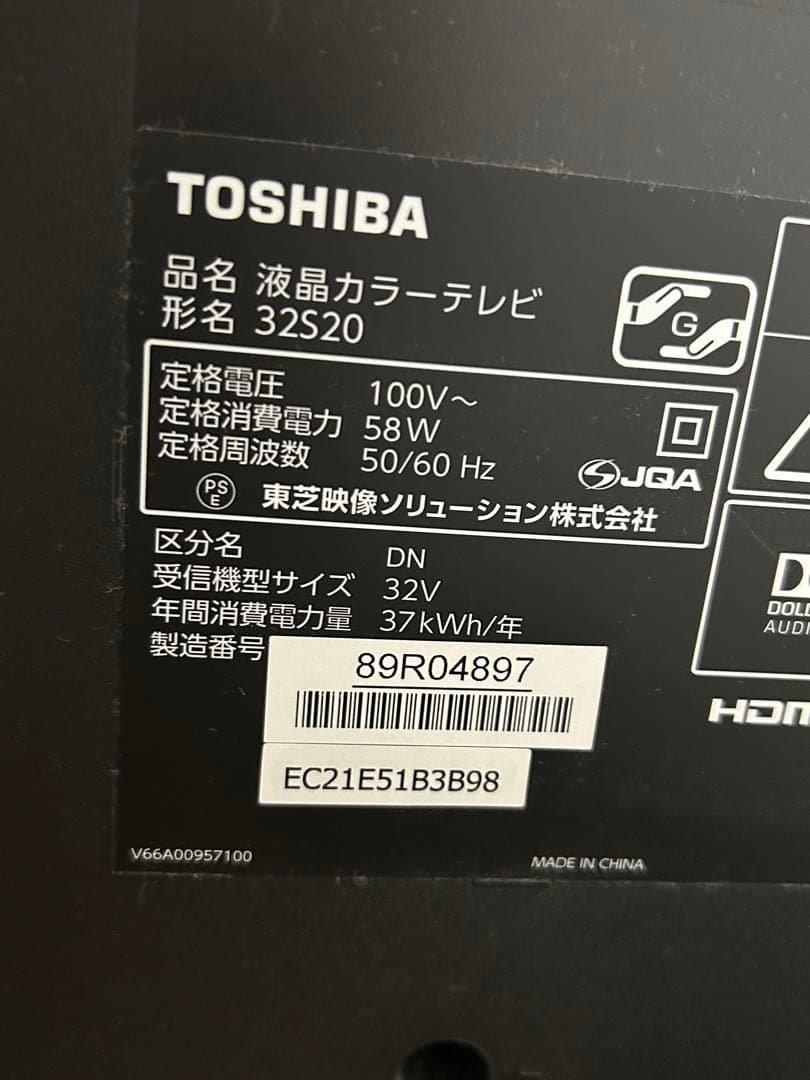 TOSHIBA
品名 液晶カラーテレビ
形名 32S20
G
定格電圧 100V～
定格消費電力 58W
定格周波数 50/60 Hz
JQA
PS
E
東芝映像ソリューション株式会社
区分名 DN
受信機型サイズ 32V
年間消費電力量 37kWh/年
製造番号 89R04897
EC21E51B3B98
V66A00957100
MADE IN CHINA